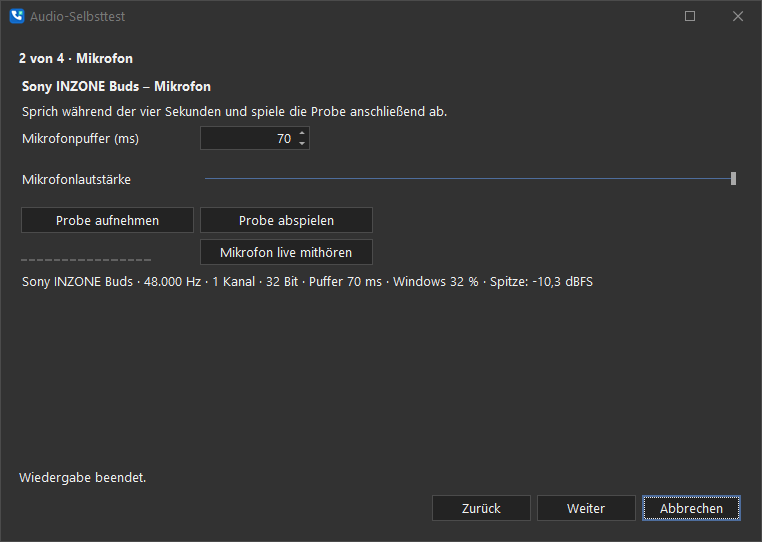 Audio-Selbsttest
2 von 4 · Mikrofon
Sony INZONE Buds – Mikrofon
Sprich während der vier Sekunden und spiele die Probe anschließend ab.
Mikrofonpuffer (ms) 70
Mikrofonlautstärke
Probe aufnehmen Probe abspielen
Mikrofon live mithören
Sony INZONE Buds · 48.000 Hz · 1 Kanal · 32 Bit · Puffer 70 ms · Windows 32 % · Spitze: -10,3 dBFS
Wiedergabe beendet.
Zurück Weiter Abbrechen